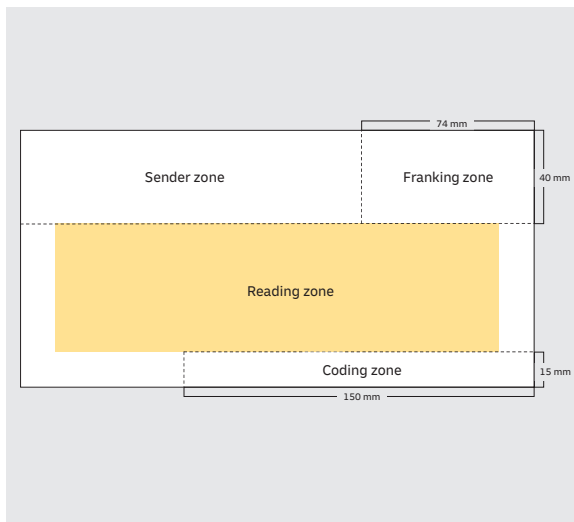 74 mm
Sender zone
Franking zone
40 mm
Reading zone
Coding zone
15 mm
150 mm